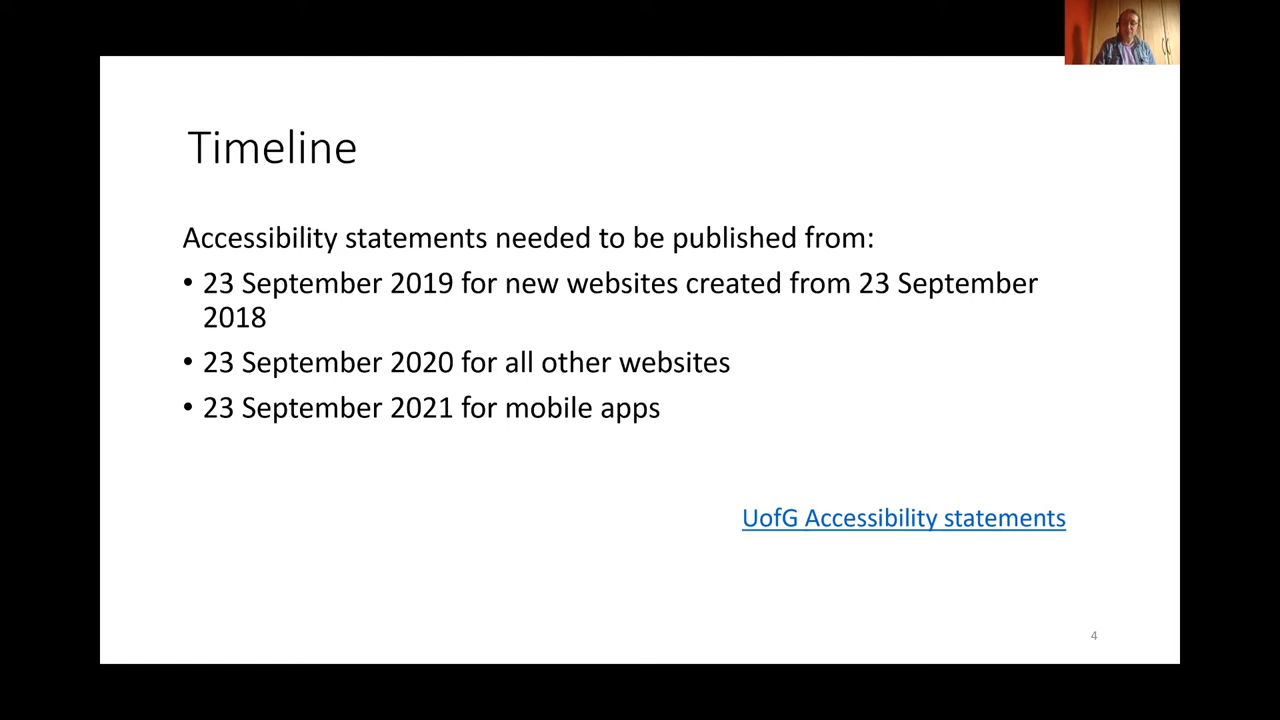 Timeline
Accessibility statements needed to be published from:
• 23 September 2019 for new websites created from 23 September
2018
• 23 September 2020 for all other websites
• 23 September 2021 for mobile apps
UofG Accessibility statements
4